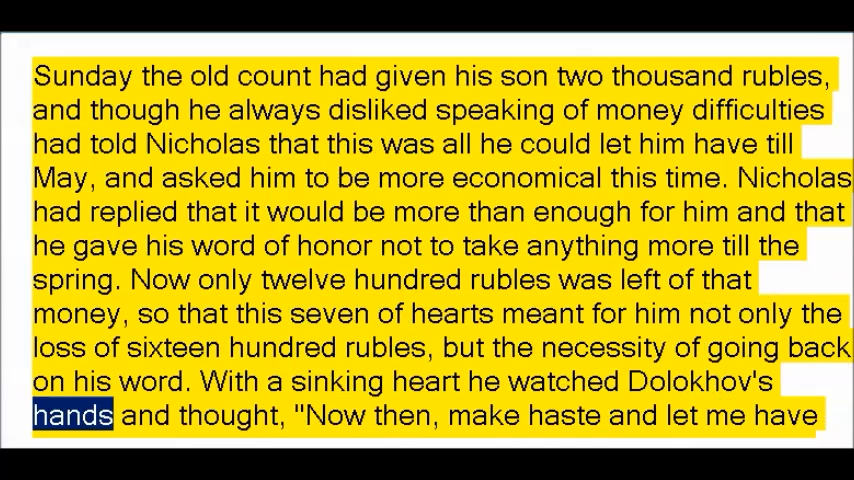 Sunday the old count had given his son two thousand rubles,
and though he always disliked speaking of money difficulties
had told Nicholas that this was all he could let him have till
May, and asked him to be more economical this time. Nicholas
had replied that it would be more than enough for him and that
he gave his word of honor not to take anything more till the
spring. Now only twelve hundred rubles was left of that
money, so that this seven of hearts meant for him not only the
loss of sixteen hundred rubles, but the necessity of going back
on his word. With a sinking heart he watched Dolokhov's
hands and thought, "Now then, make haste and let me have